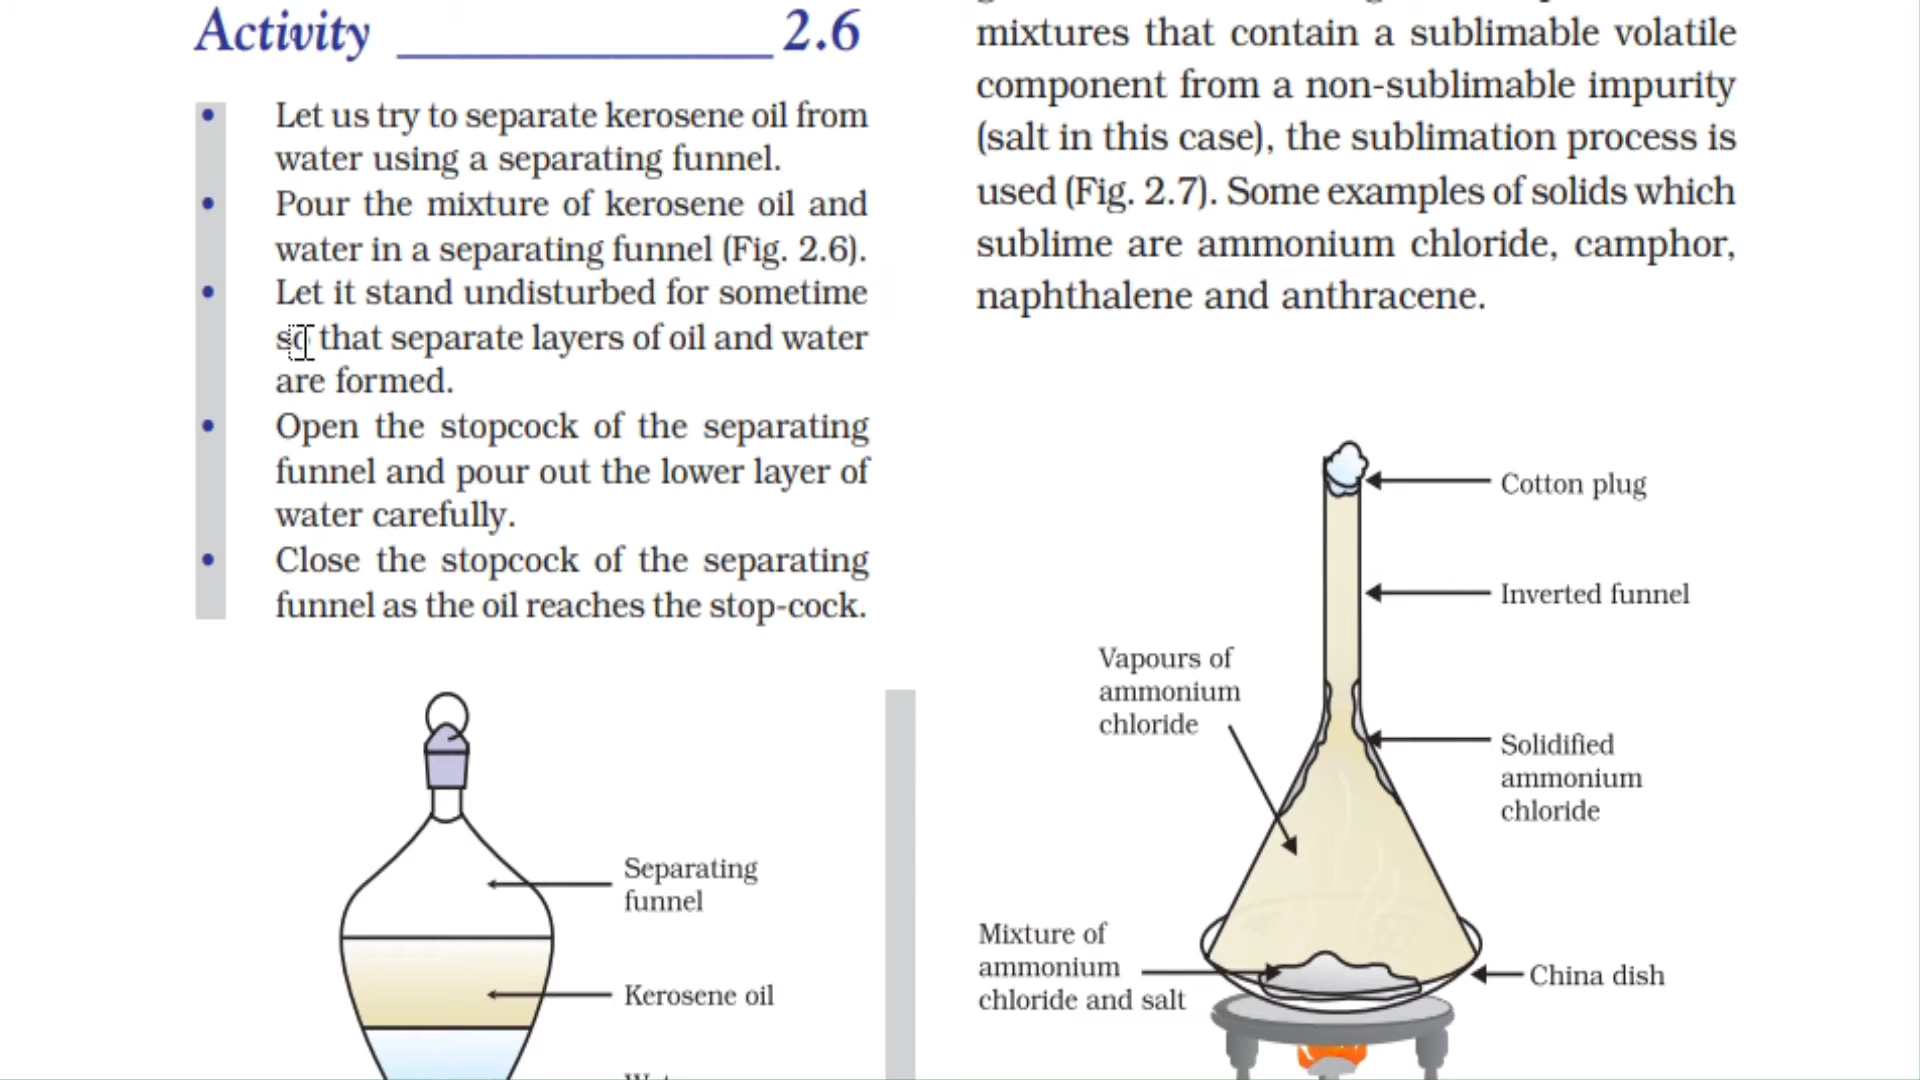 Activity 2.6
• Let us try to separate kerosene oil from
water using a separating funnel.
• Pour the mixture of kerosene oil and
water in a separating funnel (Fig. 2.6).
• Let it stand undisturbed for sometime
so that separate layers of oil and water
are formed.
• Open the stopcock of the separating
funnel and pour out the lower layer of
water carefully.
• Close the stopcock of the separating
funnel as the oil reaches the stop-cock.
Separating
funnel
Kerosene oil
mixtures that contain a sublimable volatile
component from a non-sublimable impurity
(salt in this case), the sublimation process is
used (Fig. 2.7). Some examples of solids which
sublime are ammonium chloride, camphor,
naphthalene and anthracene.
Cotton plug
Inverted funnel
Vapours of
ammonium
chloride
Solidified
ammonium
chloride
Mixture of
ammonium
chloride and salt
China dish